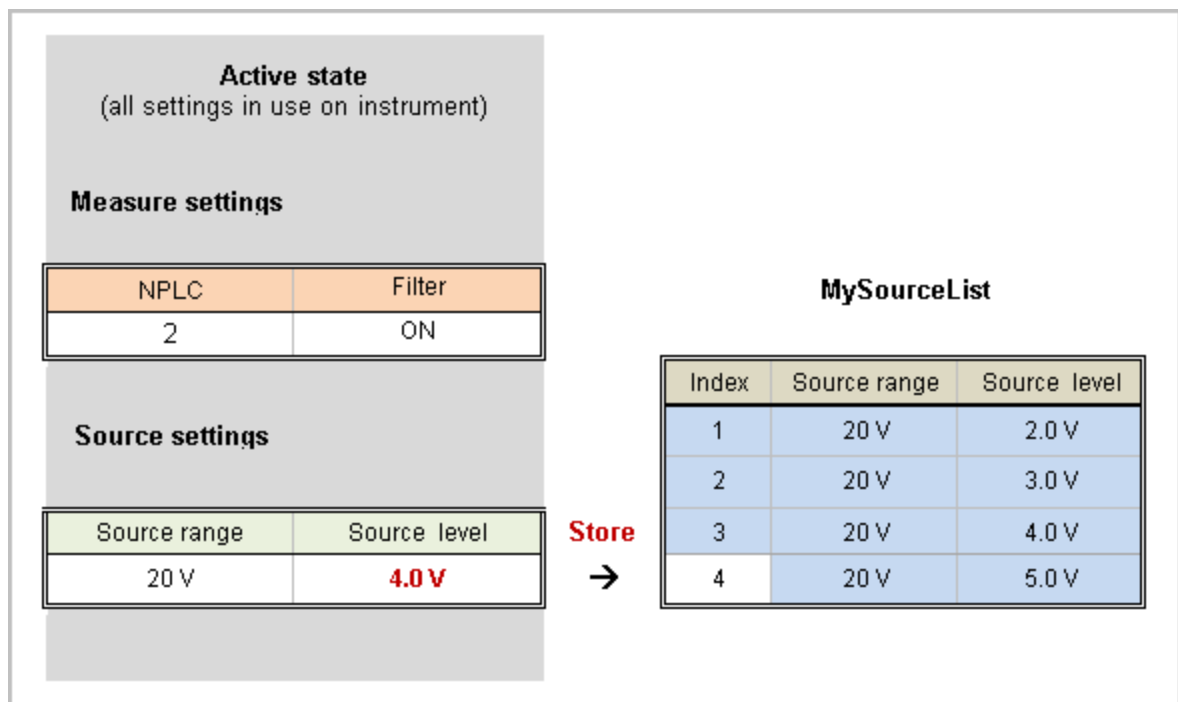 Active state
(all settings in use on instrument)
Measure settings
NPLC Filter
2 ON
Source settings
Source range Source level
20 V 4.0 V
Store
→
MySourceList
Index Source range Source level
1 20 V 2.0 V
2 20 V 3.0 V
3 20 V 4.0 V
4 20 V 5.0 V